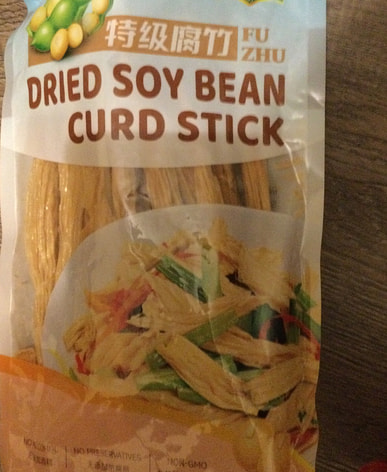 特级腐竹
FU
ZHU
DRIED SOY BEAN
CURD STICK
NO PRESERVATIVES
NON-GMO